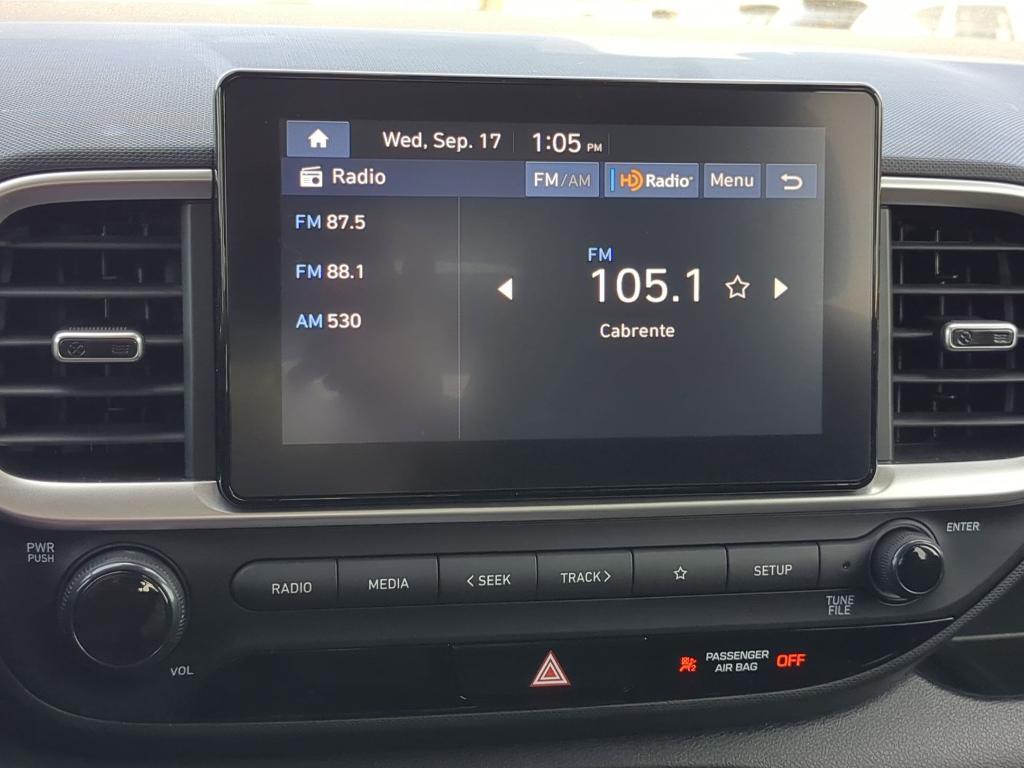 Wed, Sep. 17 1:05 PM
Radio FM/AM HD Radio Menu
FM 87.5
FM 88.1
AM 530
FM
105.1
Cabrente
PWR
PUSH
VOL
RADIO MEDIA < SEEK TRACK > SETUP
ENTER
TUNE
FILE
PASSENGER
AIR BAG
OFF